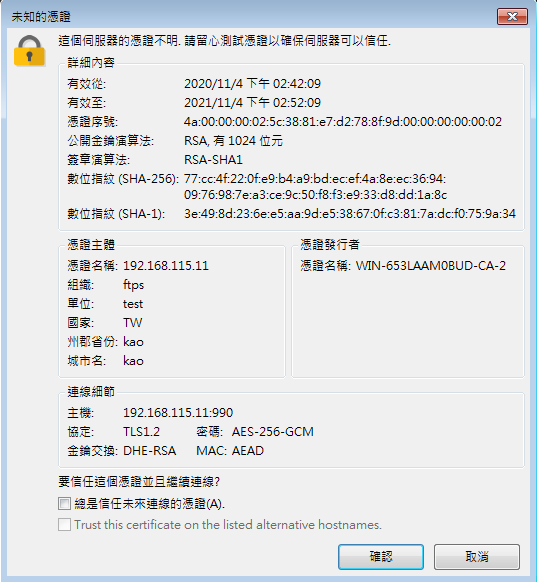 未知的憑證
這個伺服器的憑證不明. 請留心測試憑證以確保伺服器可以信任.
詳細內容
有效從: 2020/11/4 下午 02:42:09
有效至: 2021/11/4 下午 02:52:09
憑證序號: 4a:00:00:00:02:5c:38:81:e7:d2:78:8f:9d:00:00:00:00:00:02
公開金鑰演算法: RSA, 有 1024 位元
簽章演算法: RSA-SHA1
數位指紋 (SHA-256): 77:cc:4f:22:0f:e9:b4:a9:bd:ec:ef:4a:8e:ec:36:94:
09:76:98:7e:a3:ce:9c:50:f8:f3:e9:33:d8:dd:1a:8c
數位指紋 (SHA-1): 3e:49:8d:23:6e:e5:aa:9d:e5:38:67:0f:c3:81:7a:dc:f0:75:9a:34
憑證主體
憑證名稱: 192.168.115.11
組織: ftps
單位: test
國家: TW
州郡省份: kao
城市名: kao
憑證發行者
憑證名稱: WIN-653LAAM0BUD-CA-2
連線細節
主機: 192.168.115.11:990
協定: TLS1.2 密碼: AES-256-GCM
金鑰交換: DHE-RSA MAC: AEAD
要信任這個憑證並且繼續連線?
總是信任未來連線的憑證(A).
Trust this certificate on the listed alternative hostnames.
確認 取消